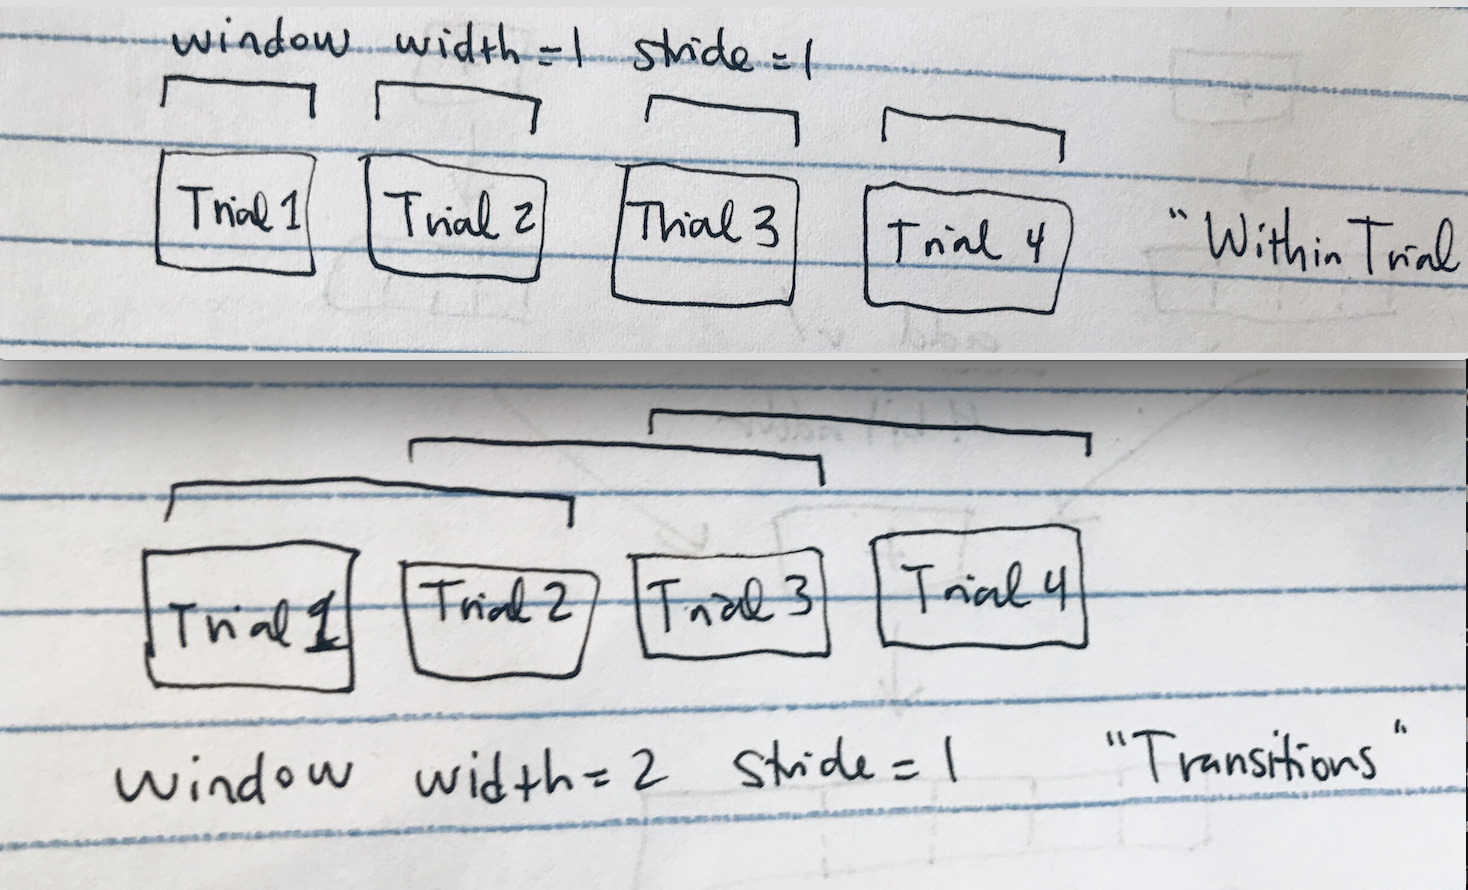 window width = 1 stride = 1
Trial 1 Trial 2 Trial 3 Trial 4 "Within Trial
Trial 1 Trial 2 Trial 3 Trial 4
window width = 2 stride = 1 "Transitions"